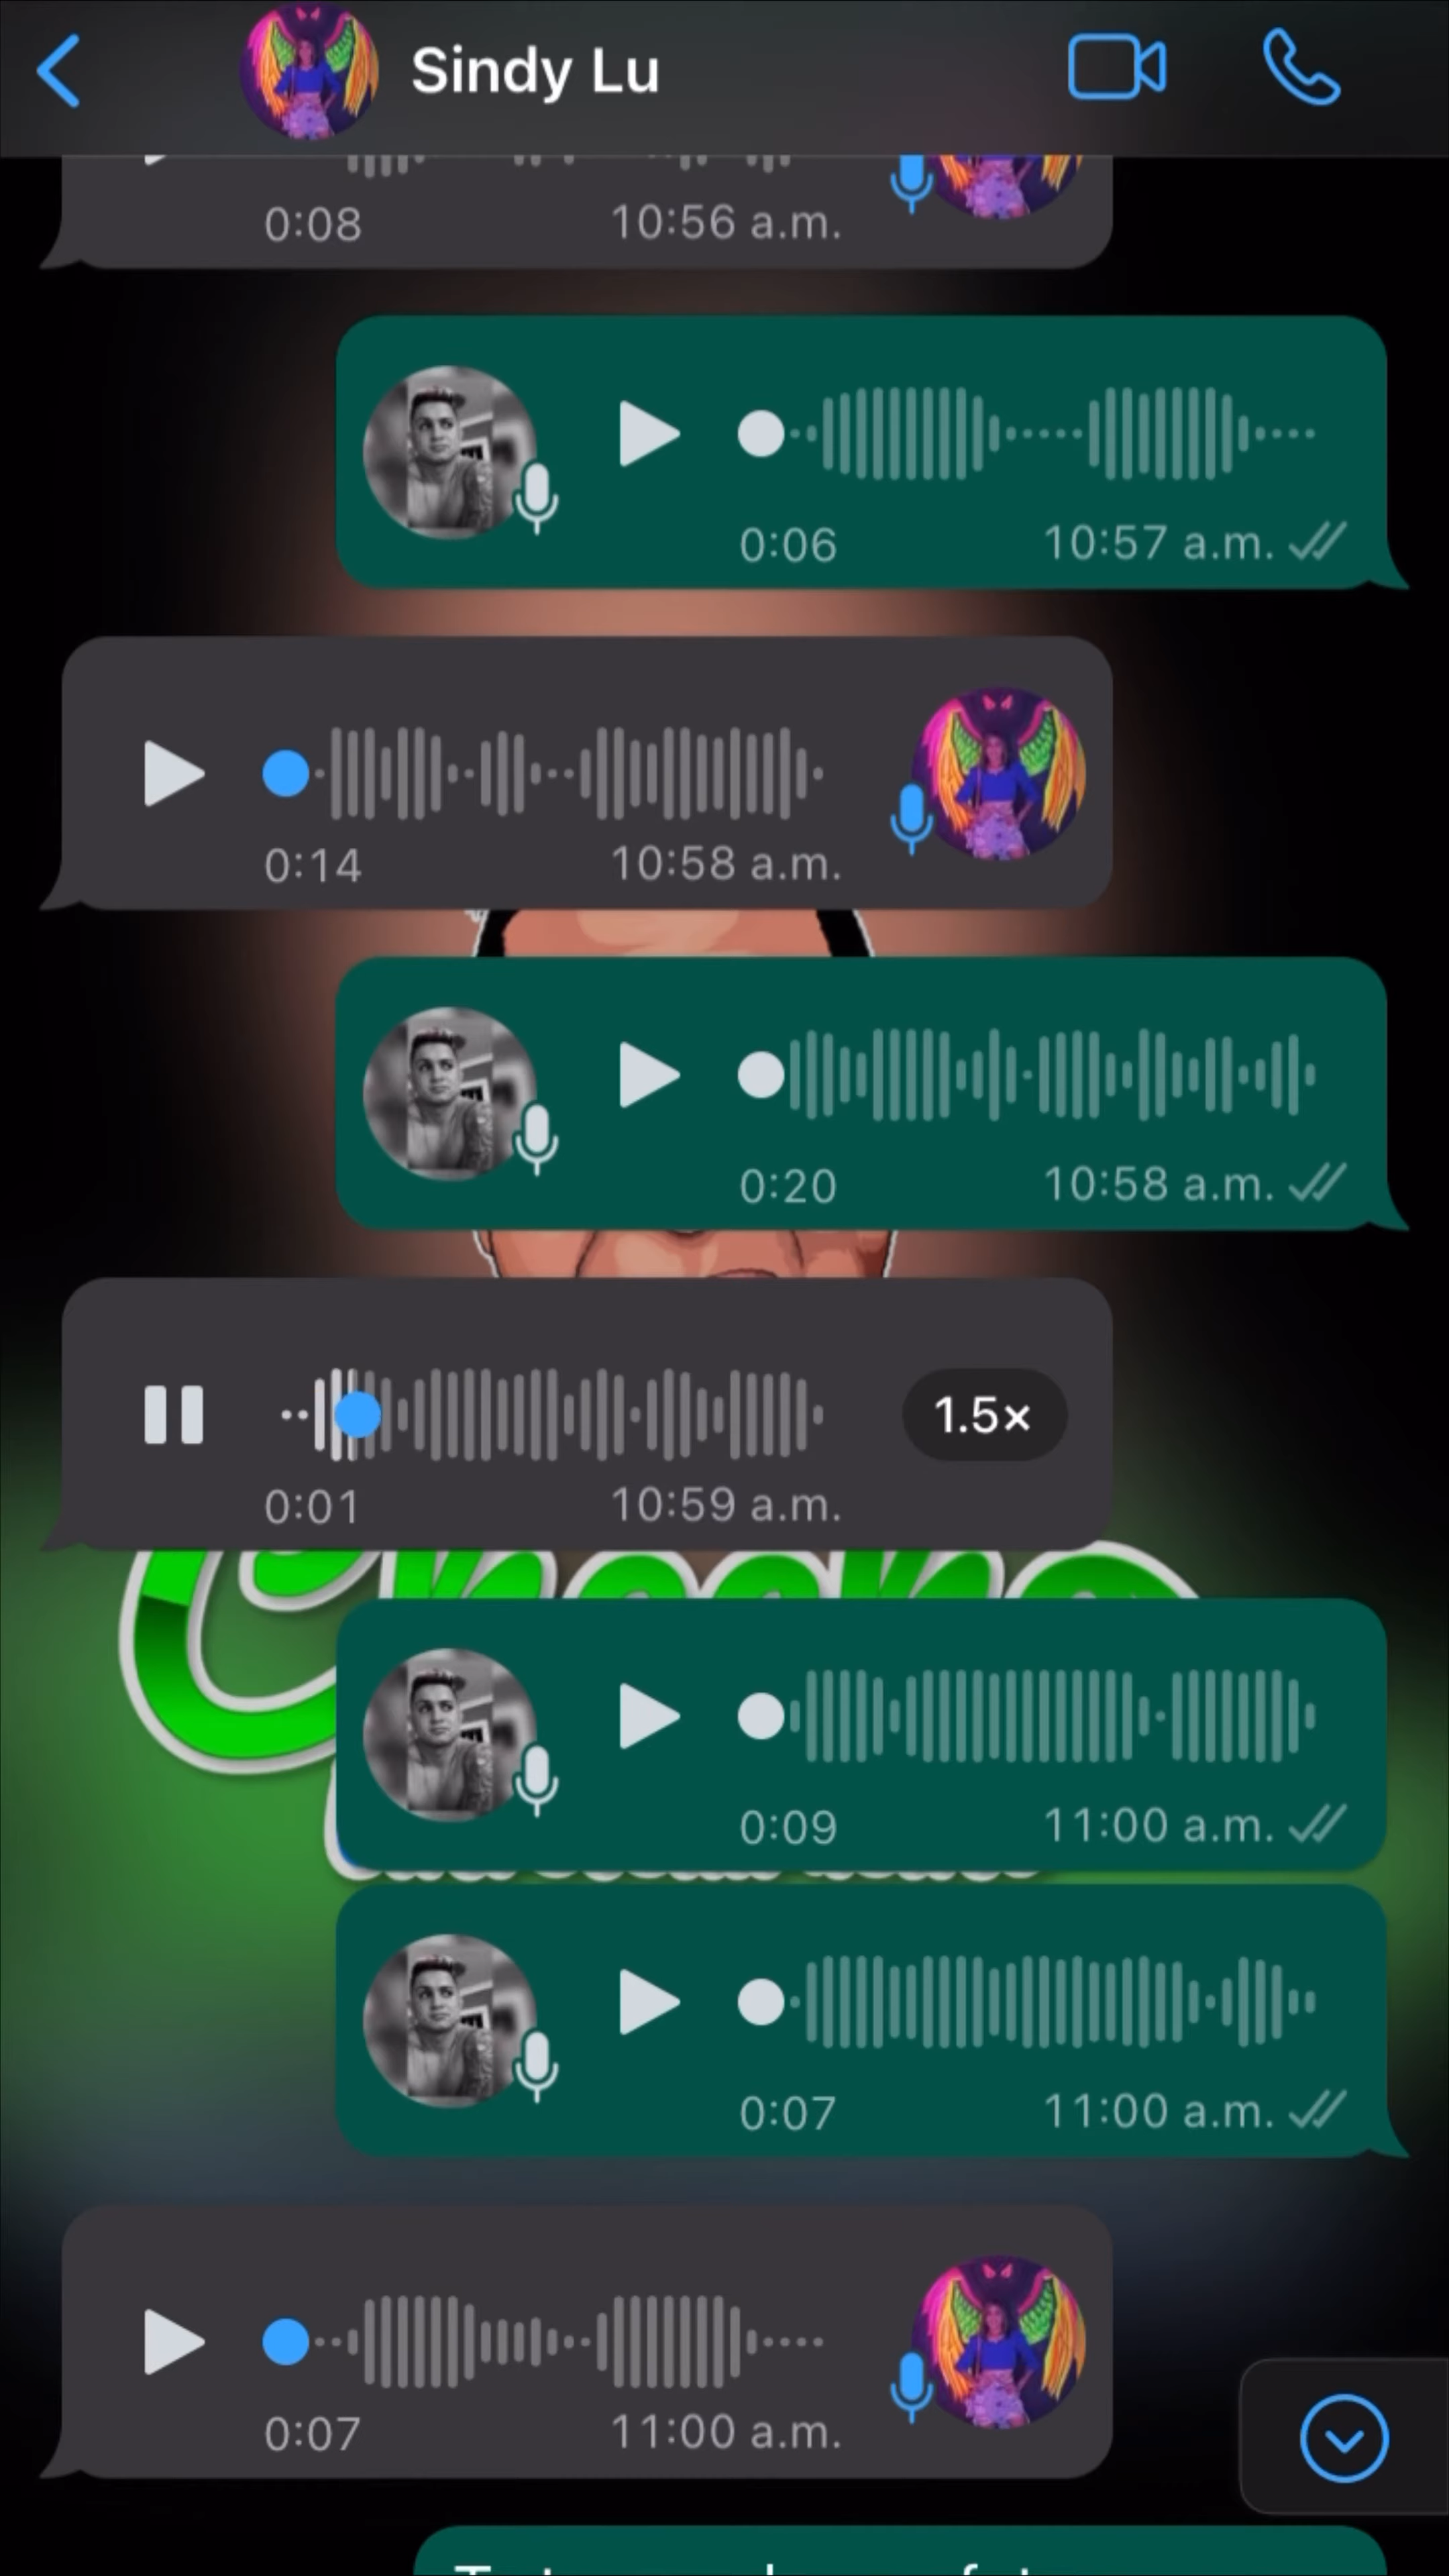 Sindy Lu
0:08 10:56 a.m.
0:06 10:57 a.m.
0:14 10:58 a.m.
0:20 10:58 a.m.
1.5×
0:01 10:59 a.m.
0:09 11:00 a.m.
0:07 11:00 a.m.
0:07 11:00 a.m.